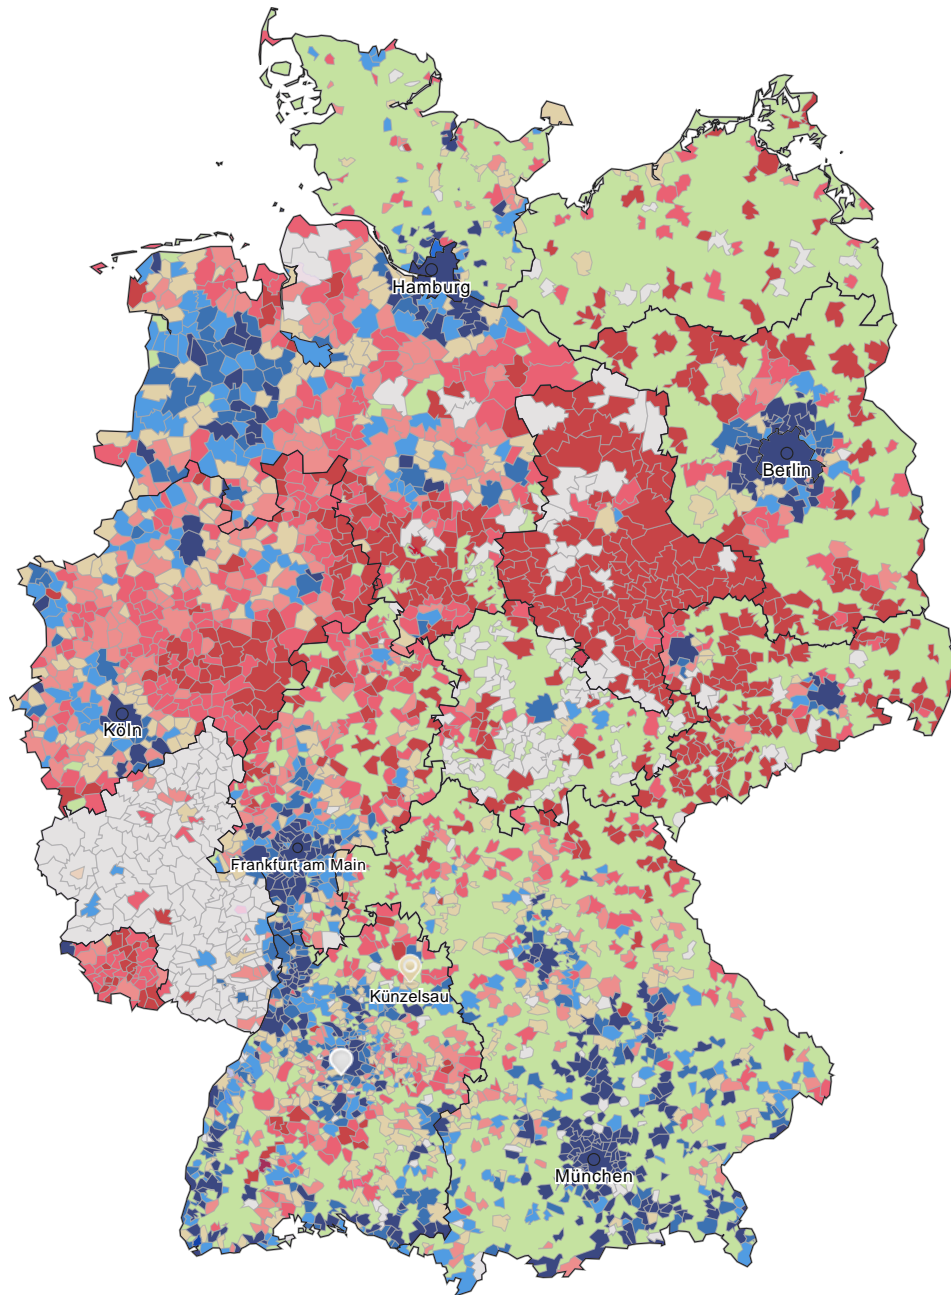 Hamburg
Berlin
Köln
Frankfurt am Main
Künzelsau
München